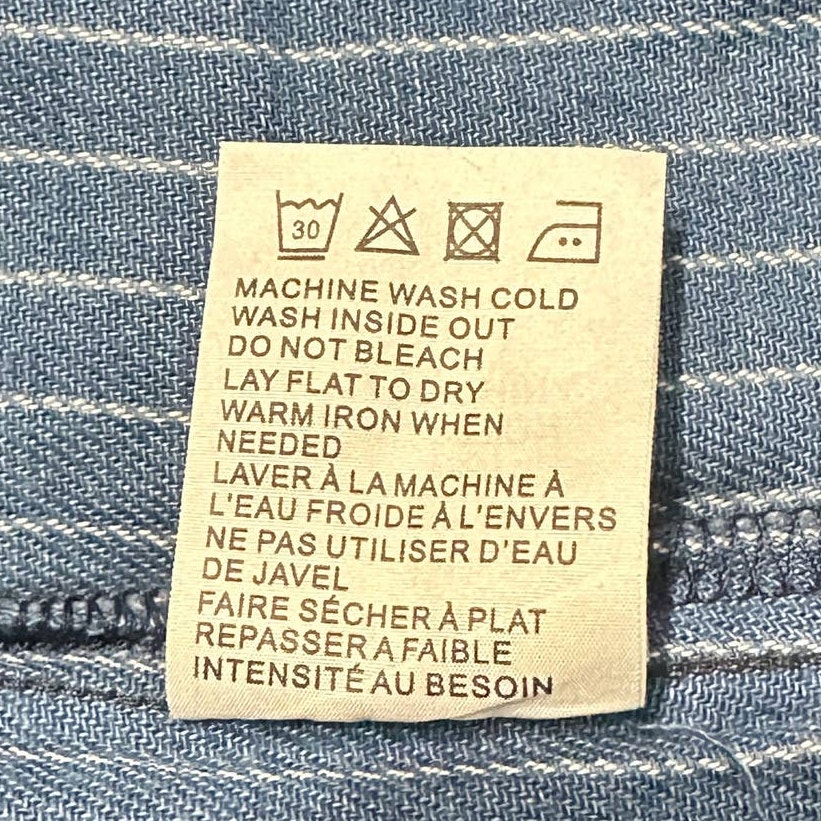 30
MACHINE WASH COLD
WASH INSIDE OUT
DO NOT BLEACH
LAY FLAT TO DRY
WARM IRON WHEN
NEEDED
LAVER À LA MACHINE À
L'EAU FROIDE À L'ENVERS
NE PAS UTILISER D'EAU
DE JAVEL
FAIRE SÉCHER À PLAT
REPASSER A FAIBLE
INTENSITÉ AU BESOIN